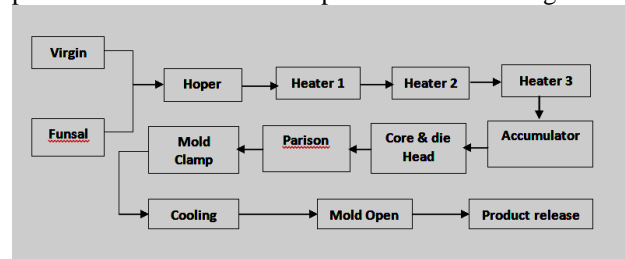 Virgin
Hoper
Heater 1
Heater 2
Heater 3
Funsal
Mold
Clamp
Parison
Core & die
Head
Accumulator
Cooling
Mold Open
Product release